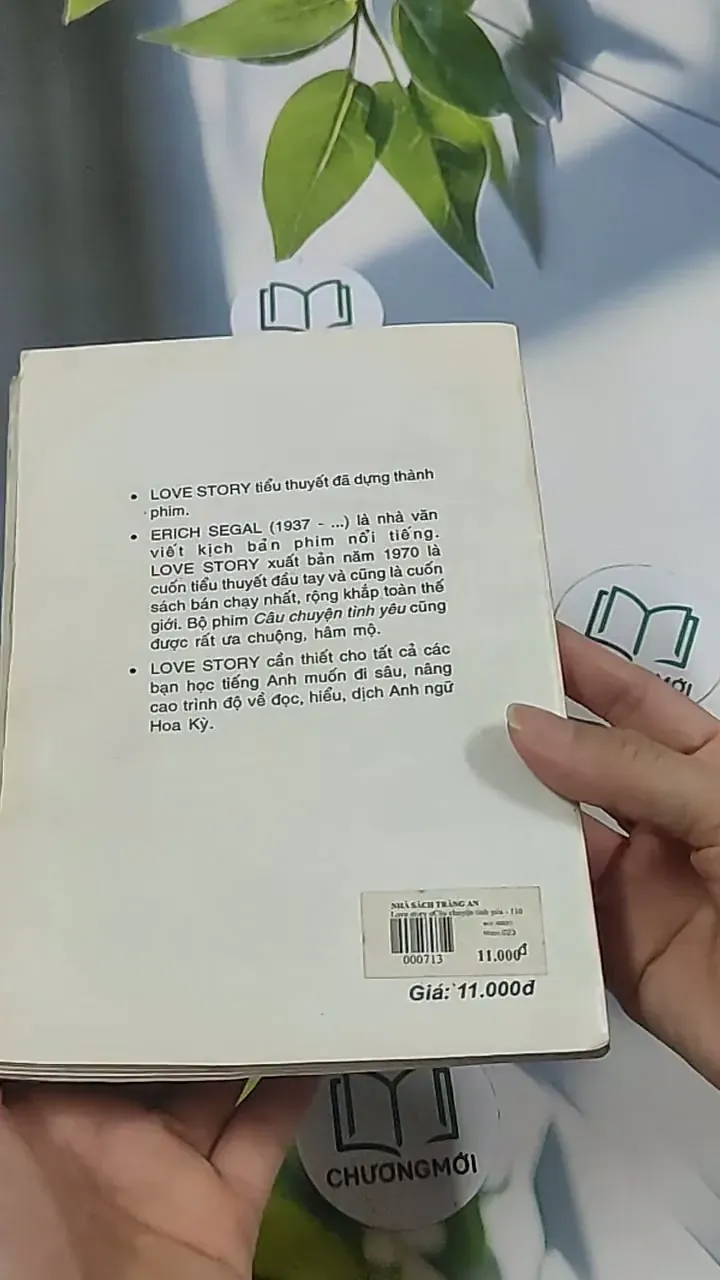 • LOVE STORY tiểu thuyết đã dựng thành
phim.
• ERICH SEGAL (1937 - ...) là nhà văn
viết kịch bản phim nổi tiếng.
LOVE STORY xuất bản năm 1970 là
cuốn tiểu thuyết đầu tay và cũng là cuốn
sách bán chạy nhất, rộng khắp toàn thế
giới. Bộ phim Câu chuyện tình yêu cũng
được rất ưa chuộng, hâm mộ.
• LOVE STORY cần thiết cho tất cả các
bạn học tiếng Anh muốn đi sâu, nâng
cao trình độ về đọc, hiểu, dịch Anh ngữ
Hoa Kỳ.
MỚI
NHÀ SÁCH TRÀNG AN
Love story
000713
11.000đ
Giá: 11.000đ
CHƯƠNGMỚI